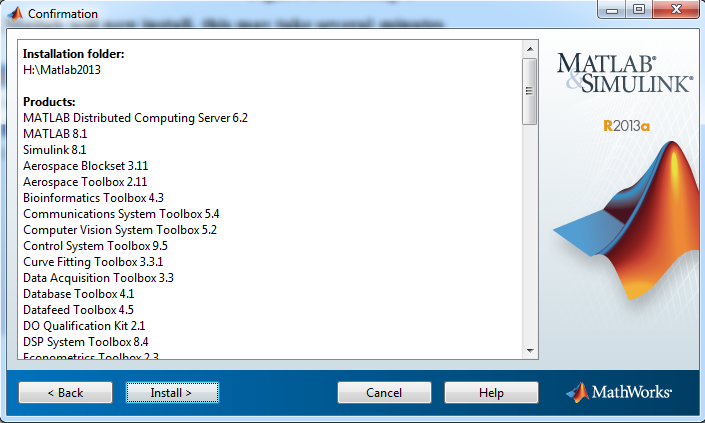 Confirmation
Installation folder:
H:\Matlab2013
Products:
MATLAB Distributed Computing Server 6.2
MATLAB 8.1
Simulink 8.1
Aerospace Blockset 3.11
Aerospace Toolbox 2.11
Bioinformatics Toolbox 4.3
Communications System Toolbox 5.4
Computer Vision System Toolbox 5.2
Control System Toolbox 9.5
Curve Fitting Toolbox 3.3.1
Data Acquisition Toolbox 3.3
Database Toolbox 4.1
Datafeed Toolbox 4.5
DO Qualification Kit 2.1
DSP System Toolbox 8.4
Econometrics Toolbox 2.3
MATLAB®
&SIMULINK®
R2013a
< Back
Install >
Cancel
Help
MathWorks®